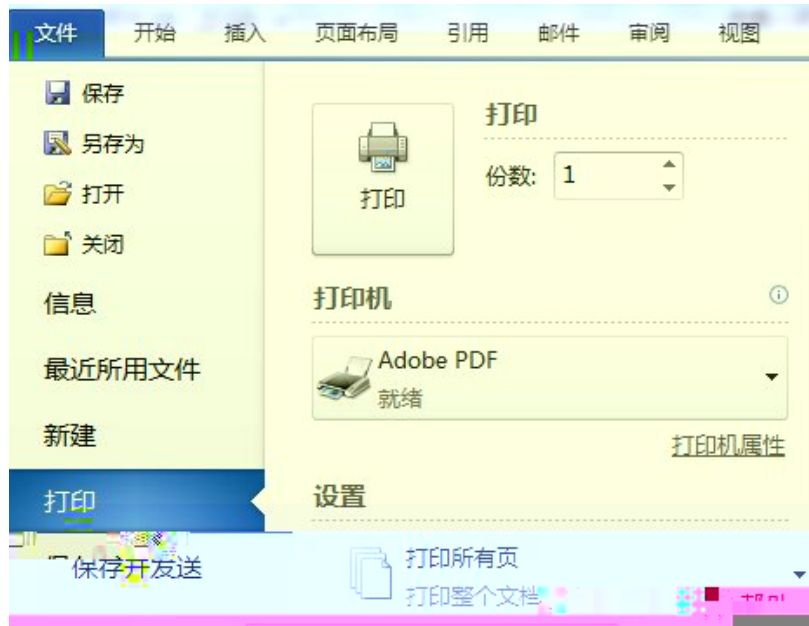 文件 开始 插入 页面布局 引用 邮件 审阅 视图
保存
另存为
打开
关闭
信息
最近所用文件
新建
打印
保存并发送
打印
打印
份数: 1
打印机
Adobe PDF
就绪
打印机属性
设置
打印所有页
打印整个文档